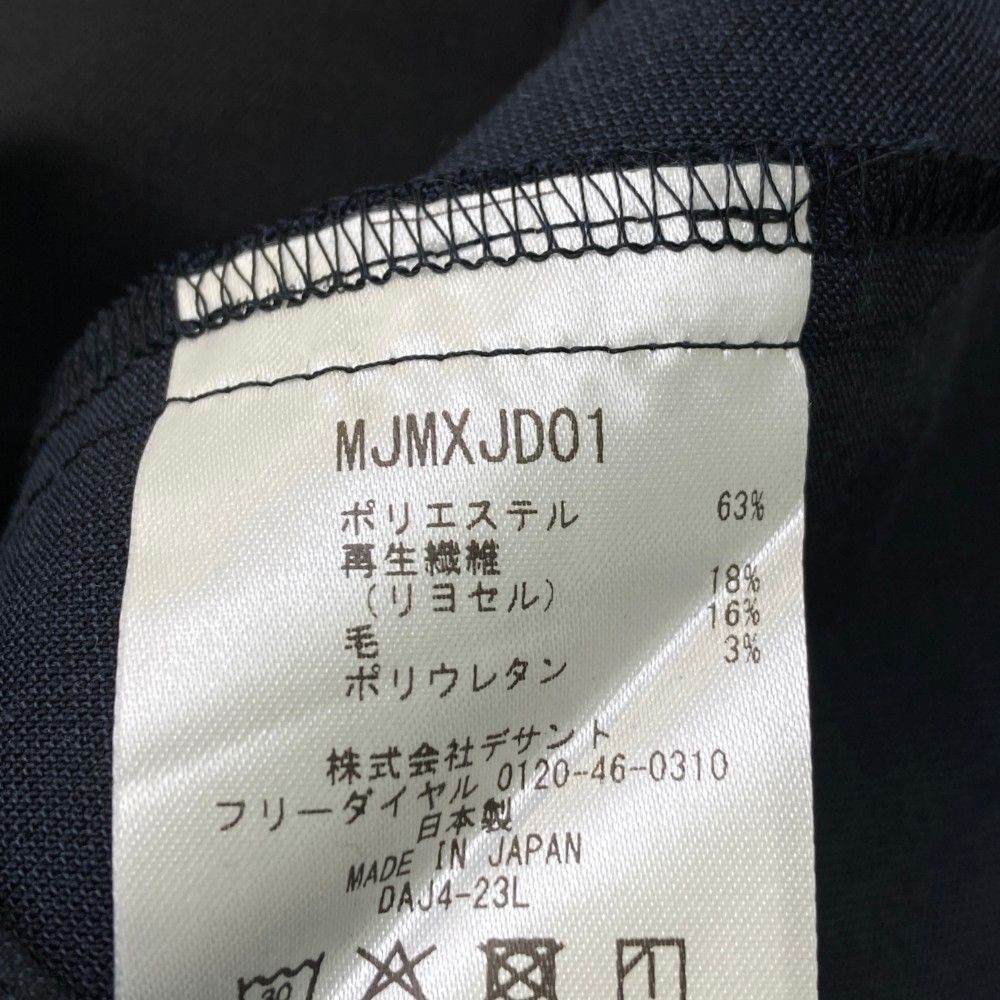 MJMXJD01
ポリエステル 63%
再生繊維
(リヨセル) 18%
毛 16%
ポリウレタン 3%
株式会社デサント
フリーダイヤル 0120-46-0310
日本製
MADE IN JAPAN
DAJ4-23L
30